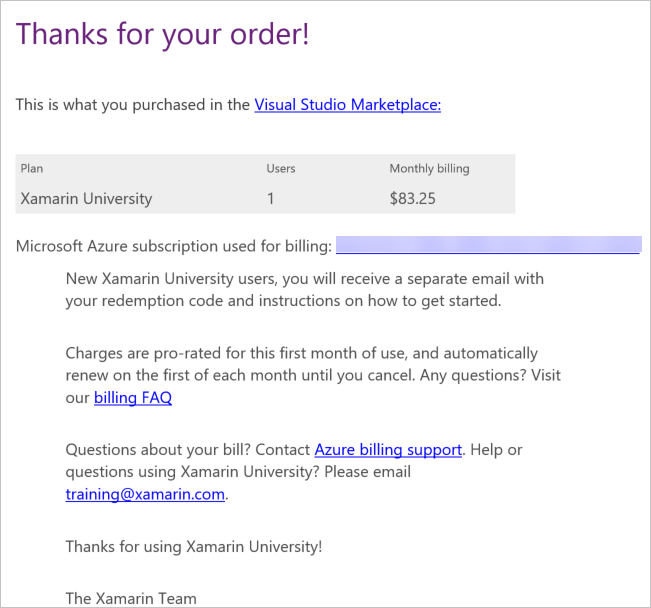 Thanks for your order!
This is what you purchased in the Visual Studio Marketplace:
Plan Users Monthly billing
Xamarin University 1 $83.25
Microsoft Azure subscription used for billing:
New Xamarin University users, you will receive a separate email with
your redemption code and instructions on how to get started.
Charges are pro-rated for this first month of use, and automatically
renew on the first of each month until you cancel. Any questions? Visit
our billing FAQ
Questions about your bill? Contact Azure billing support. Help or
questions using Xamarin University? Please email
training@xamarin.com.
Thanks for using Xamarin University!
The Xamarin Team